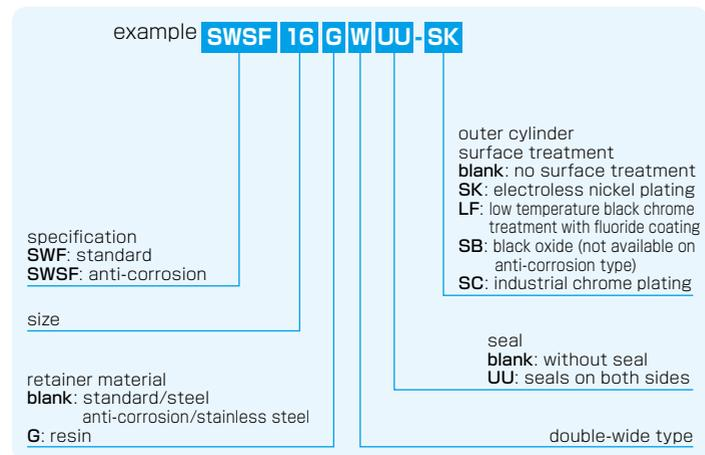 example SWSF 16 G W UU-SK
outer cylinder
surface treatment
blank: no surface treatment
SK: electroless nickel plating
LF: low temperature black chrome
treatment with fluoride coating
SB: black oxide (not available on
anti-corrosion type)
SC: industrial chrome plating
specification
SWF: standard
SWSF: anti-corrosion
size
seal
blank: without seal
UU: seals on both sides
retainer material
blank: standard/steel
anti-corrosion/stainless steel
G: resin
double-wide type